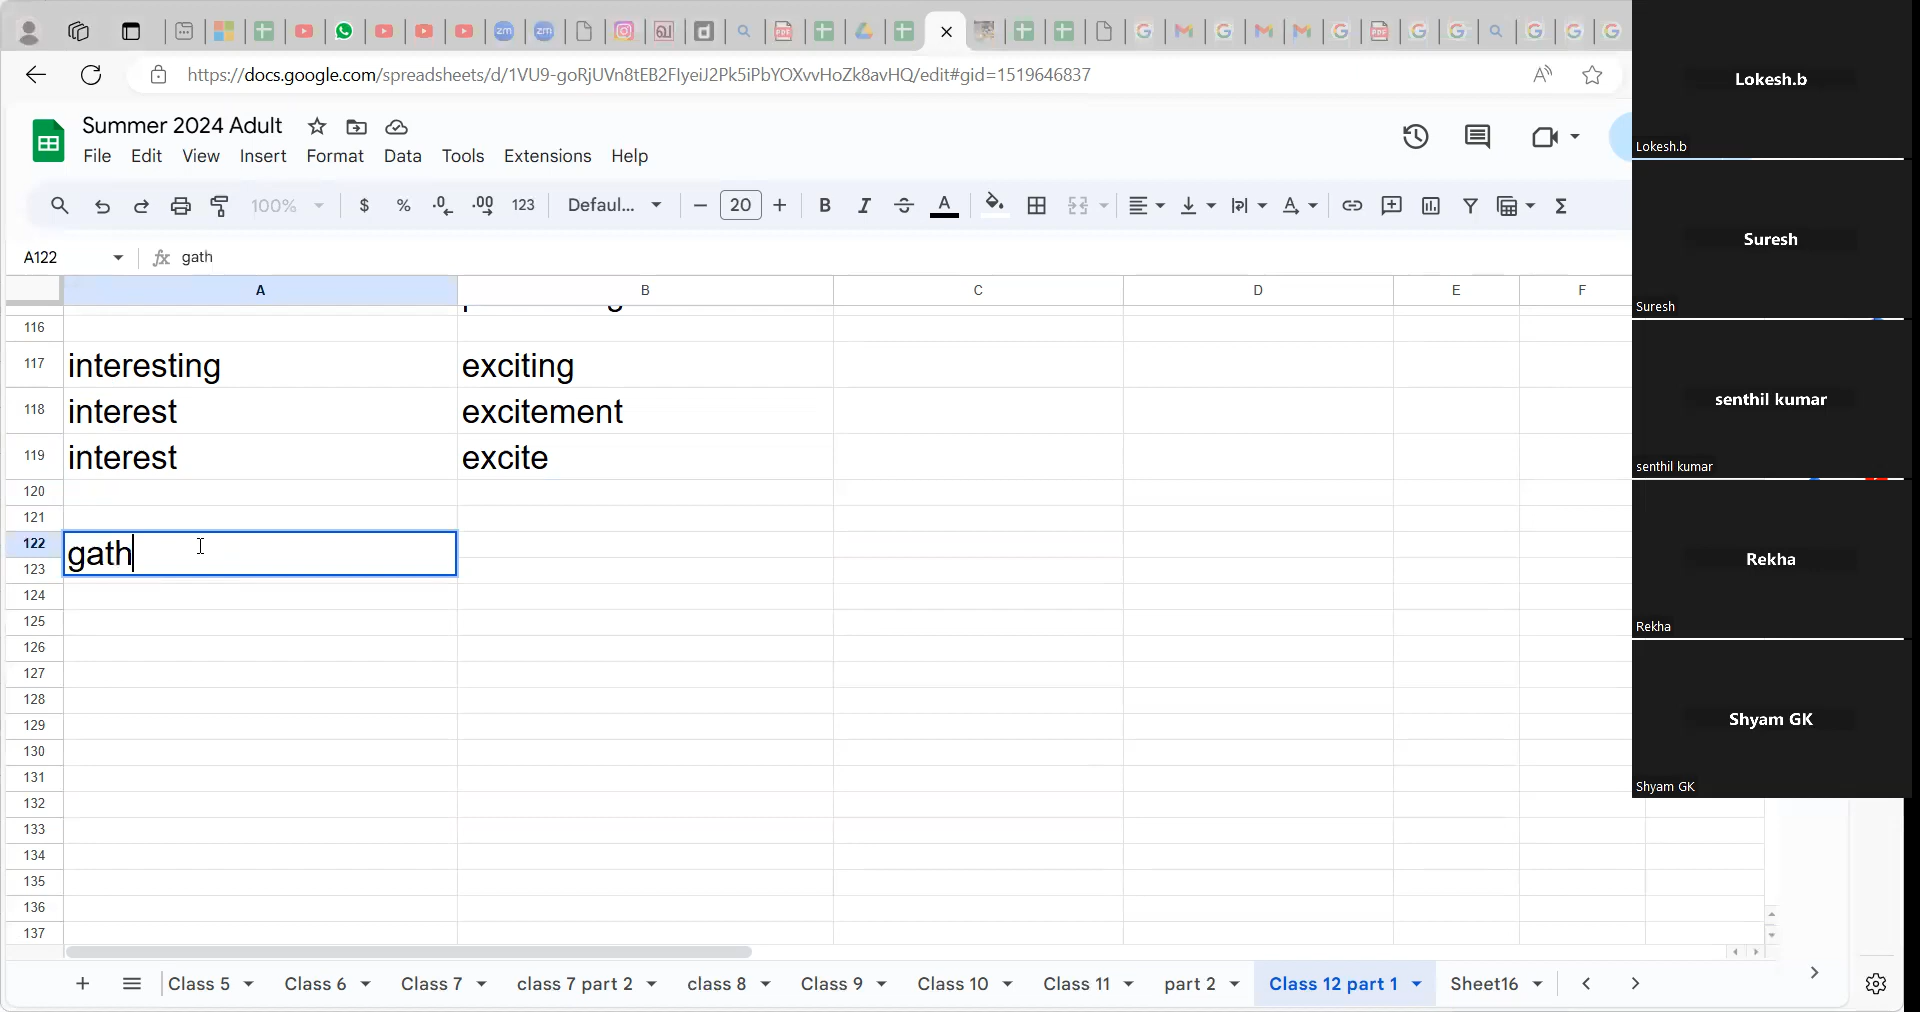 https://docs.google.com/spreadsheets/d/1VU9-goRjUVn8tEB2FlyeiJ2Pk5iPbYOXvvHoZk8avHQ/edit#gid=1519646837
Summer 2024 Adult
File Edit View Insert Format Data Tools Extensions Help
100% $ % .0 .00 123 Defaul... 20 B I A
A122 fx gath
A B C D E F
116
117 interesting exciting
118 interest excitement
119 interest excite
120
121
122 gath
123
124
125
126
127
128
129
130
131
132
133
134
135
136
137
Class 5 Class 6 Class 7 class 7 part 2 class 8 Class 9 Class 10 Class 11 part 2 Class 12 part 1 Sheet16
Lokesh.b
Lokesh.b
Suresh
Suresh
senthil kumar
senthil kumar
Rekha
Rekha
Shyam GK
Shyam GK